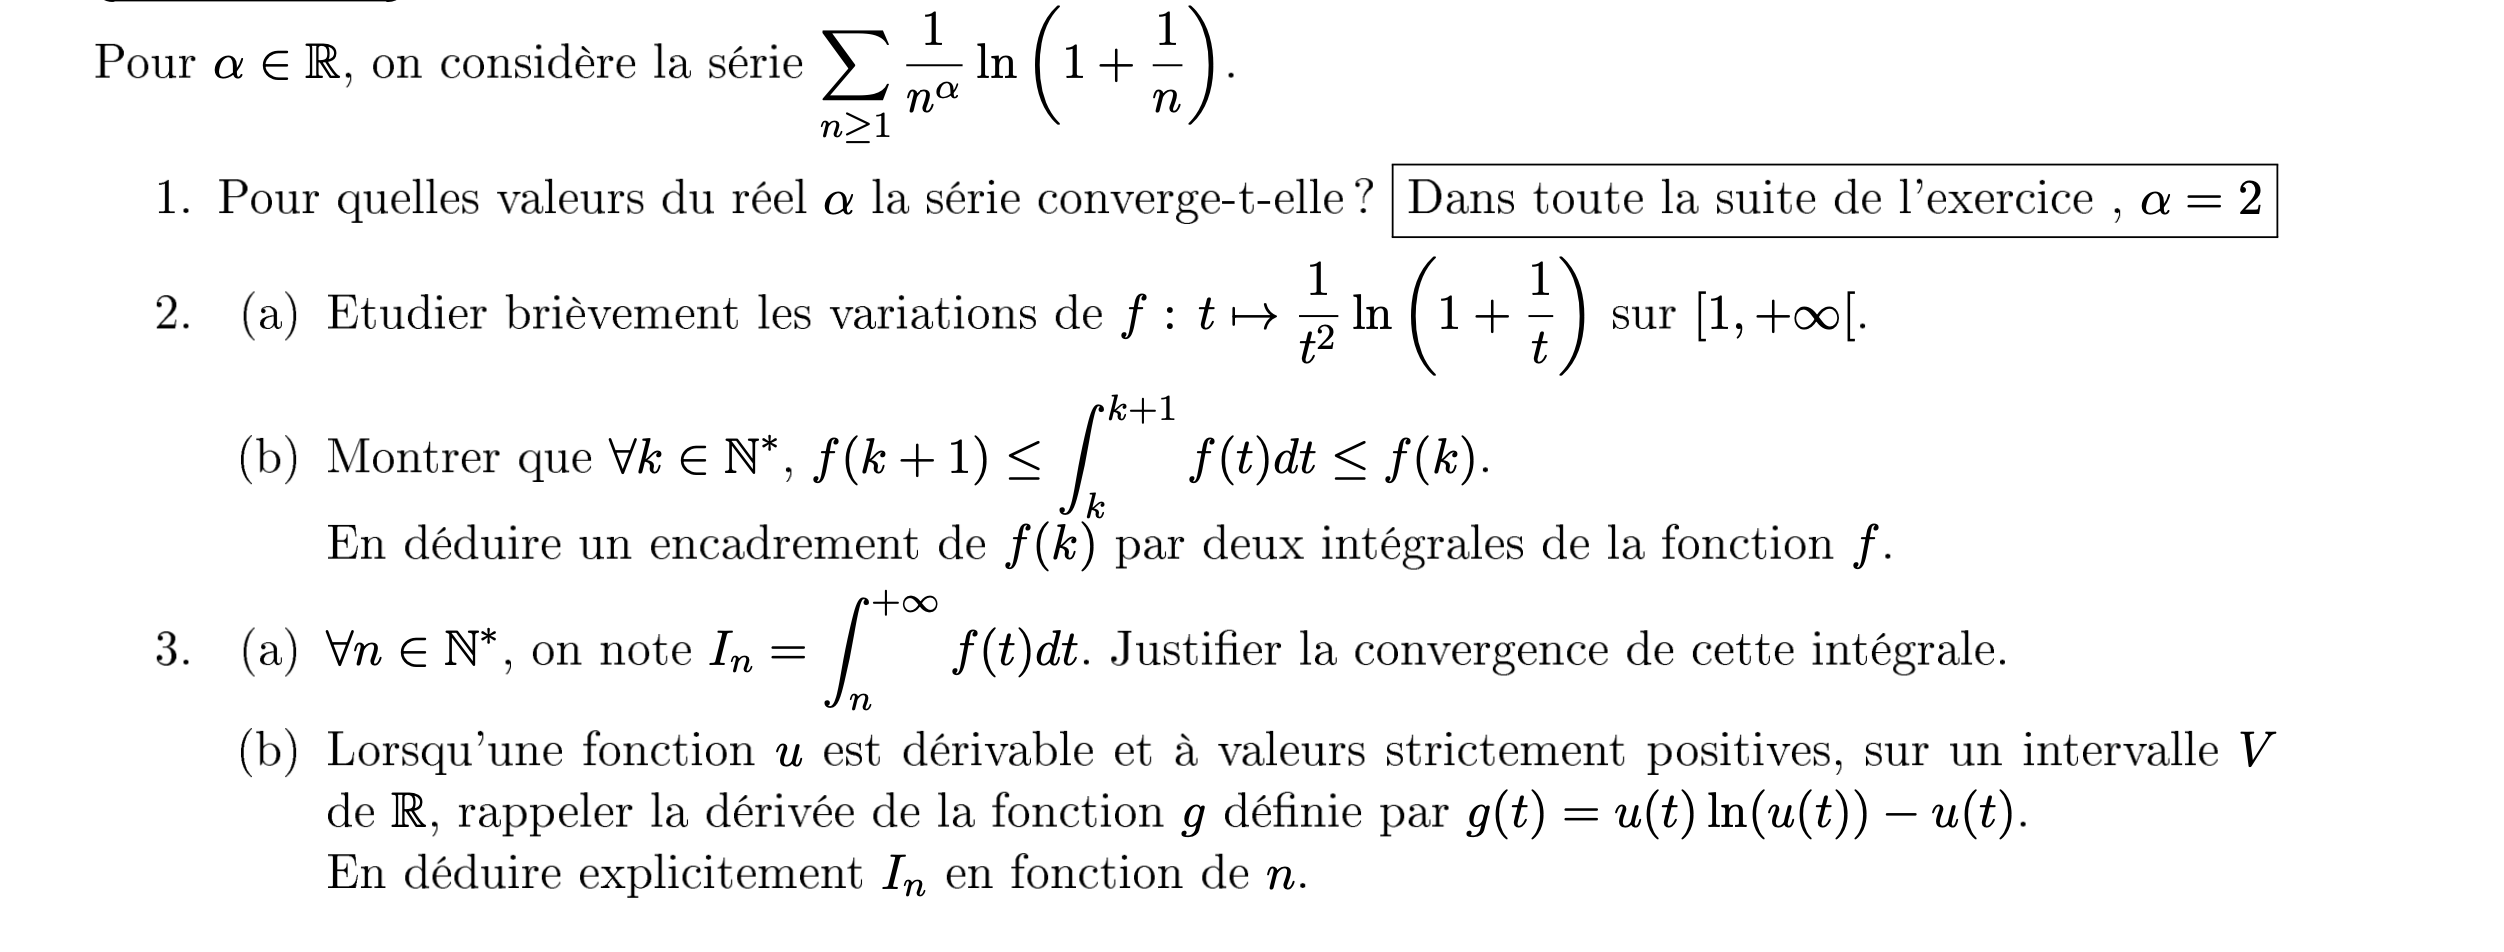 Pour $\alpha \in \mathbb{R}$, on considère la série $\sum_{n\geq 1} \frac{1}{n^{\alpha}} \ln\left(1+\frac{1}{n}\right)$.
1. Pour quelles valeurs du réel $\alpha$ la série converge-t-elle ? Dans toute la suite de l'exercice , $\alpha = 2$
2. (a) Etudier brièvement les variations de $f : t \mapsto \frac{1}{t^2} \ln\left(1+\frac{1}{t}\right)$ sur $[1, +\infty[$.
(b) Montrer que $\forall k \in \mathbb{N}^*, f(k+1) \leq \int_{k}^{k+1} f(t)dt \leq f(k)$.
En déduire un encadrement de $f(k)$ par deux intégrales de la fonction $f$.
3. (a) $\forall n \in \mathbb{N}^*$, on note $I_n = \int_{n}^{+\infty} f(t)dt$. Justifier la convergence de cette intégrale.
(b) Lorsqu'une fonction $u$ est dérivable et à valeurs strictement positives, sur un intervalle $V$
de $\mathbb{R}$, rappeler la dérivée de la fonction $g$ définie par $g(t) = u(t)\ln(u(t)) - u(t)$.
En déduire explicitement $I_n$ en fonction de $n$.